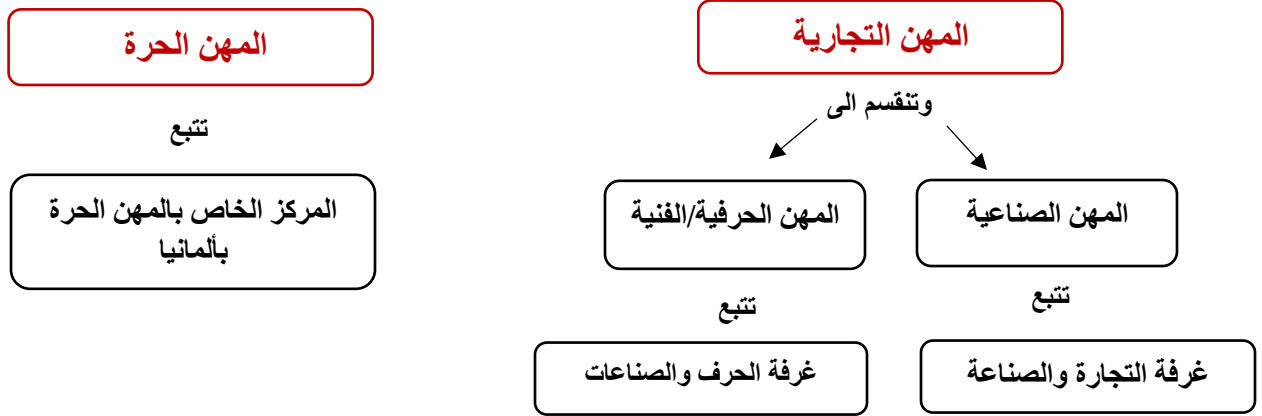 المهن التجارية
وتنقسم الى
المهن الصناعية
تتبع
غرفة التجارة والصناعة
المهن الحرفية/الفنية
تتبع
غرفة الحرف والصناعات
المهن الحرة
تتبع
المركز الخاص بالمهن الحرة
بألمانيا